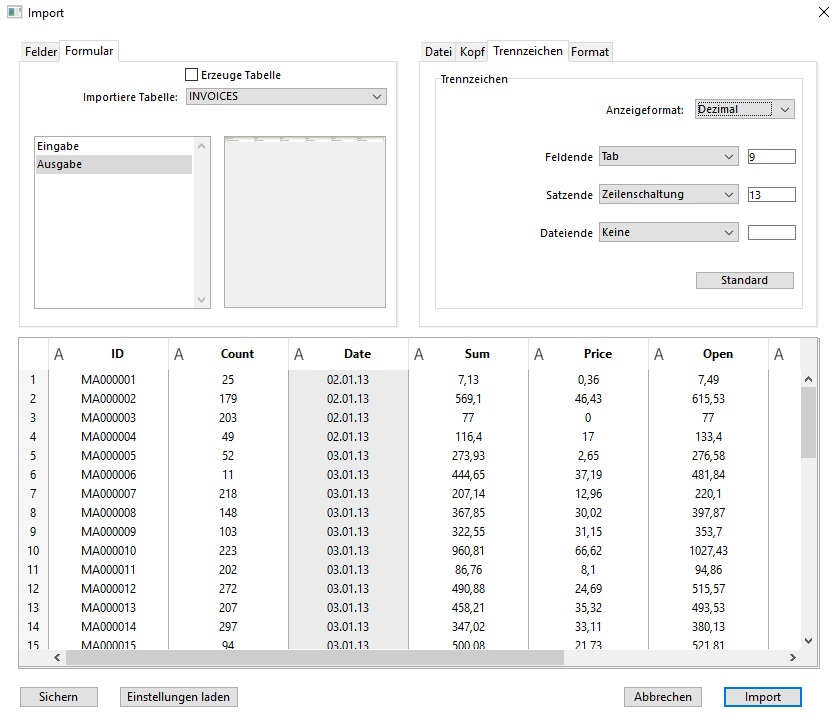 Import
Felder Formular
Erzeuge Tabelle
Importiere Tabelle: INVOICES
Eingabe
Ausgabe
Datei Kopf Trennzeichen Format
Trennzeichen
Anzeigeformat: Dezimal
Feldende Tab 9
Satzende Zeilenschaltung 13
Dateiende Keine
Standard
A ID A Count A Date A Sum A Price A Open A
1 MA000001 25 02.01.13 7,13 0,36 7,49
2 MA000002 179 02.01.13 569,1 46,43 615,53
3 MA000003 203 02.01.13 77 0 77
4 MA000004 49 02.01.13 116,4 17 133,4
5 MA000005 52 03.01.13 273,93 2,65 276,58
6 MA000006 11 03.01.13 444,65 37,19 481,84
7 MA000007 218 03.01.13 207,14 12,96 220,1
8 MA000008 148 03.01.13 367,85 30,02 397,87
9 MA000009 103 03.01.13 322,55 31,15 353,7
10 MA000010 223 03.01.13 960,81 66,62 1027,43
11 MA000011 202 03.01.13 86,76 8,1 94,86
12 MA000012 272 03.01.13 490,88 24,69 515,57
13 MA000013 207 03.01.13 458,21 35,32 493,53
14 MA000014 297 03.01.13 347,02 33,11 380,13
15 MA000015 94 03.01.13 500,08 21,73 521,81
Sichern Einstellungen laden Abbrechen Import